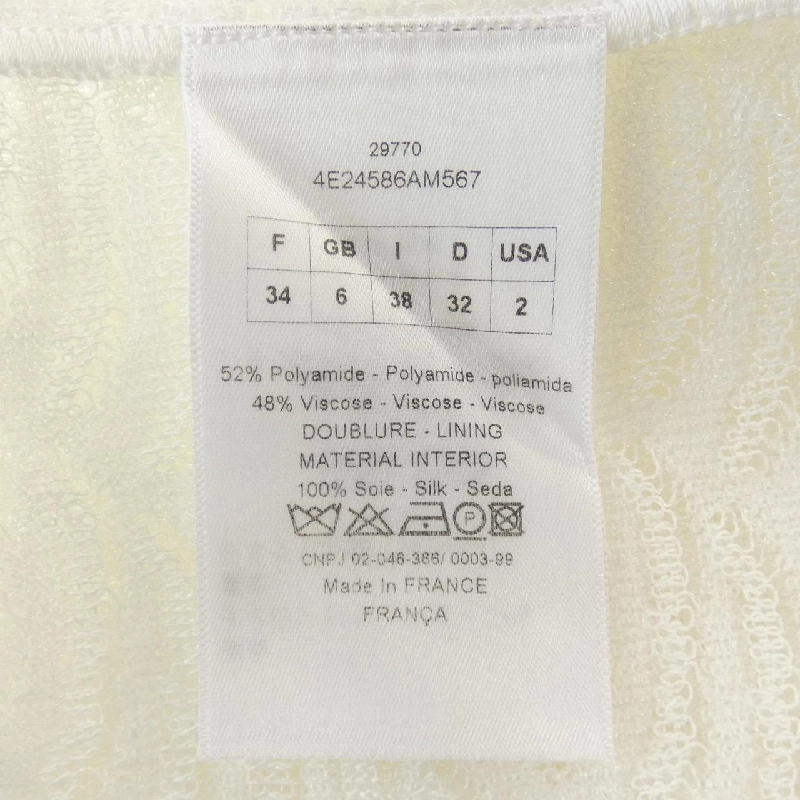 29770
4E24586AM567
F GB I D USA
34 6 38 32 2
52% Polyamide - Polyamide - poliamida
48% Viscose - Viscose - Viscose
DOUBLURE - LINING
MATERIAL INTERIOR
100% Soie - Silk - Seda
P
CNPJ 02-046-386/ 0003-99
Made In FRANCE
FRANÇA